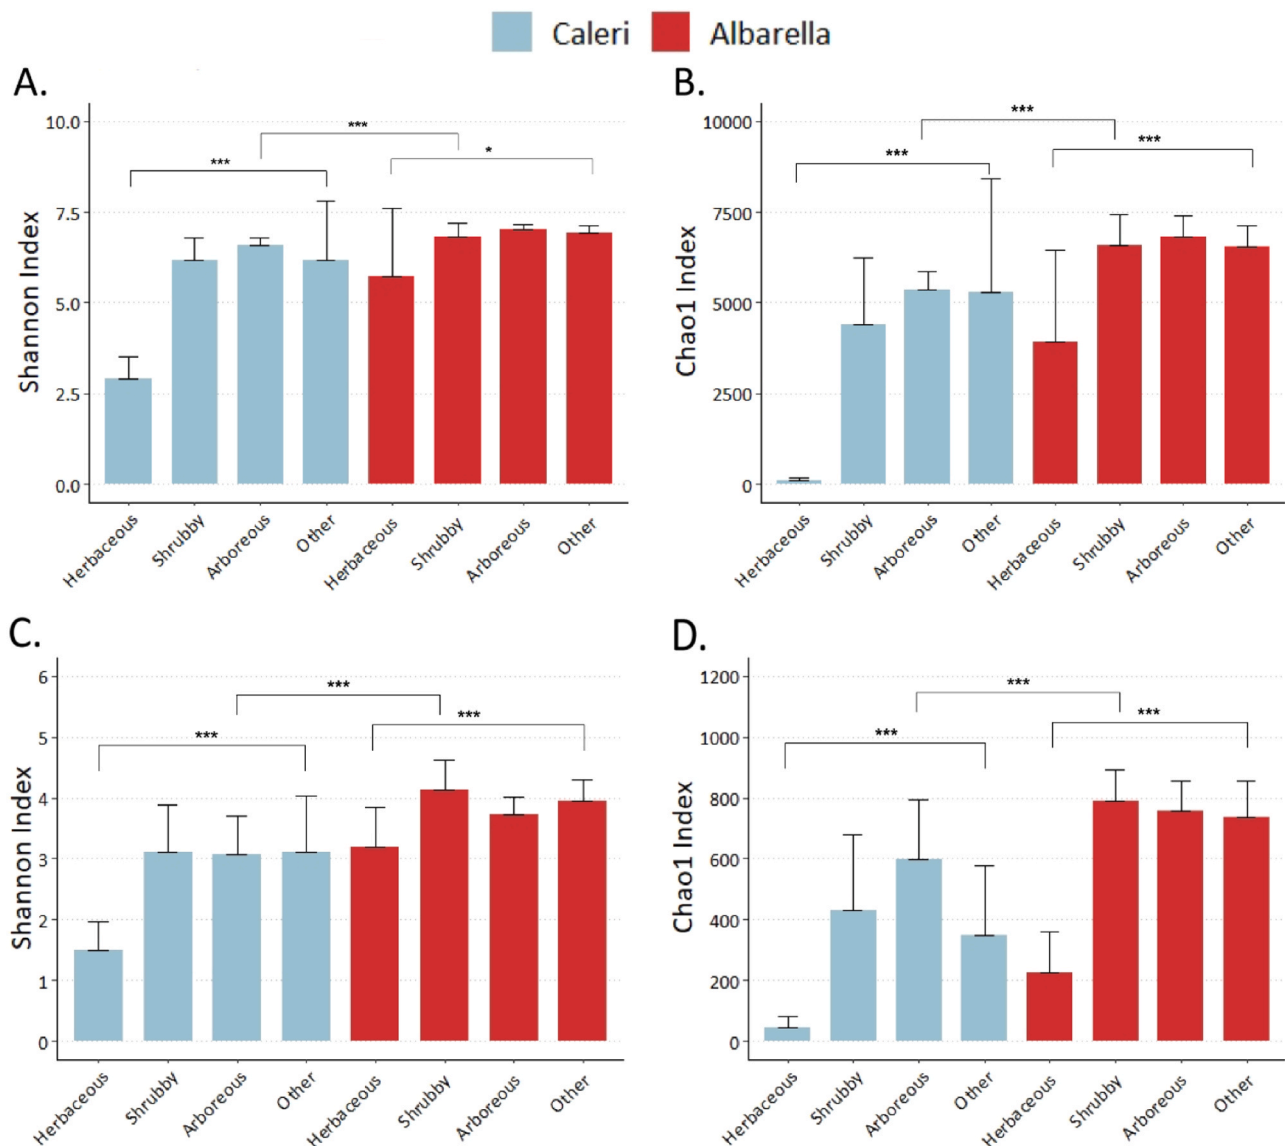 Caleri Albarella
A.
Shannon Index
10.0
7.5
5.0
2.5
0.0
***
***
*
Herbaceous
Shrubby
Arboreous
Other
Herbaceous
Shrubby
Arboreous
Other
B.
Chao1 Index
10000
7500
5000
2500
0
***
***
***
Herbaceous
Shrubby
Arboreous
Other
Herbaceous
Shrubby
Arboreous
Other
C.
Shannon Index
6
5
4
3
2
1
0
***
***
***
Herbaceous
Shrubby
Arboreous
Other
Herbaceous
Shrubby
Arboreous
Other
D.
Chao1 Index
1200
1000
800
600
400
200
0
***
***
***
Herbaceous
Shrubby
Arboreous
Other
Herbaceous
Shrubby
Arboreous
Other